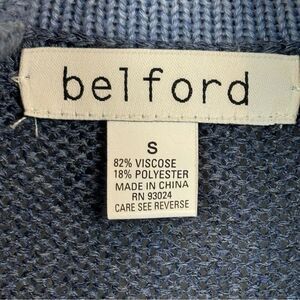 belford
S
82% VISCOSE
18% POLYESTER
MADE IN CHINA
RN 93024
CARE SEE REVERSE